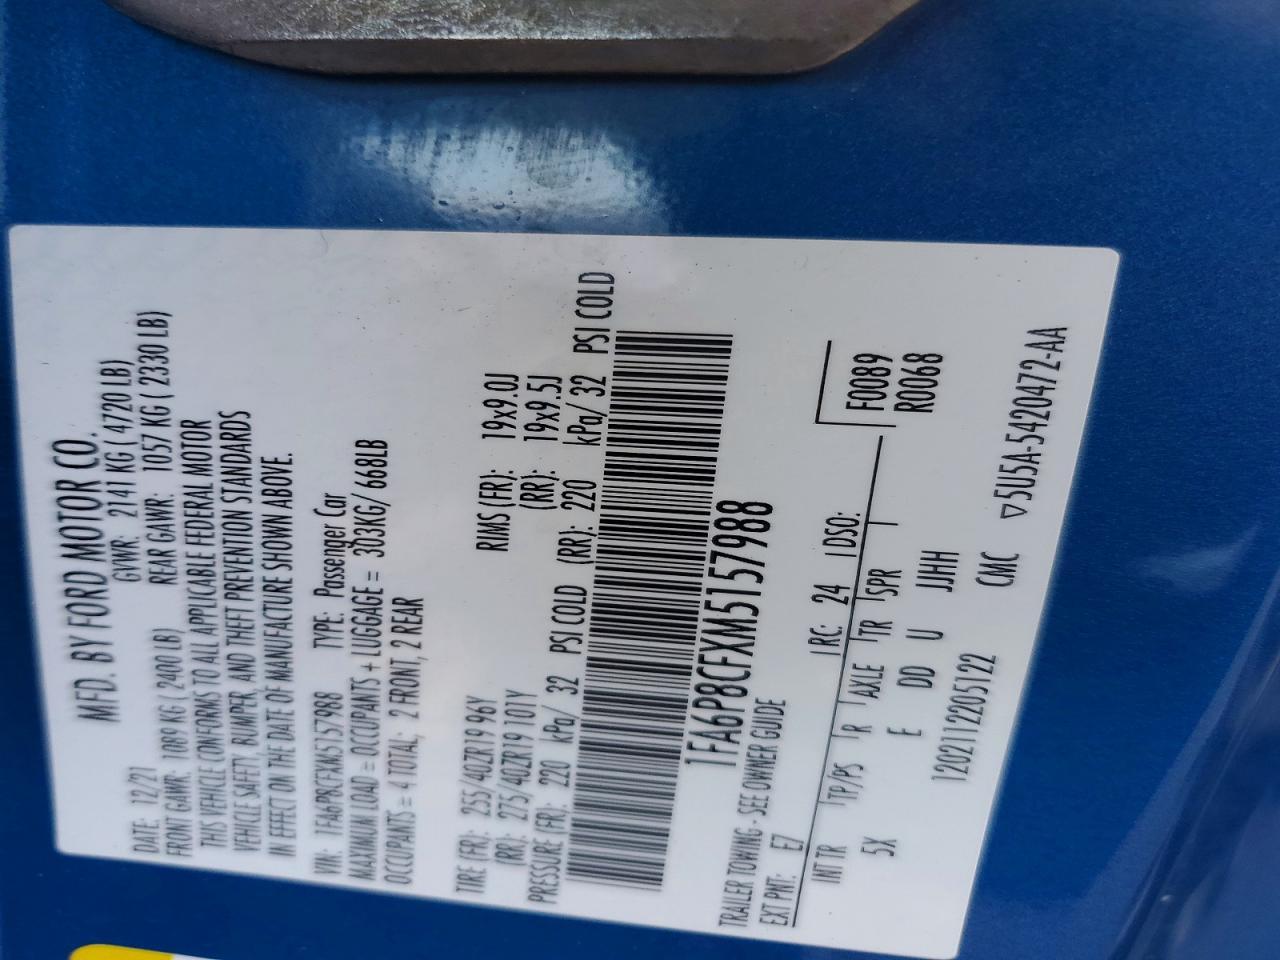 MFD. BY FORD MOTOR CO.
DATE: 12/21 GVWR: 2141 KG ( 4720 LB)
FRONT GAWR: 1089 KG ( 2400 LB) REAR GAWR: 1057 KG ( 2330 LB)
THIS VEHICLE CONFORMS TO ALL APPLICABLE FEDERAL MOTOR
VEHICLE SAFETY, BUMPER, AND THEFT PREVENTION STANDARDS
IN EFFECT ON THE DATE OF MANUFACTURE SHOWN ABOVE.
VIN: 1FA6P8CFXM5157988 TYPE: Passenger Car
MAXIMUM LOAD = OCCUPANTS + LUGGAGE = 303KG/ 668LB
OCCUPANTS = 4 TOTAL; 2 FRONT, 2 REAR
TIRE (FR): 255/40ZR19 96Y RIMS (FR): 19x9.0J
(RR): 275/40ZR19 101Y (RR): 19x9.5J
PRESSURE (FR): 220 kPa/ 32 PSI COLD (RR): 220 kPa/ 32 PSI COLD
1FA6P8CFXM5157988
TRAILER TOWING - SEE OWNER GUIDE
EXT PNT: E7 RC: 24 DSO: F0089
INT TR TP/PS R AXLE TR SPR R0068
5X E DD U JJHH
12021122205122 CMC ▽5U5A-5420472-AA